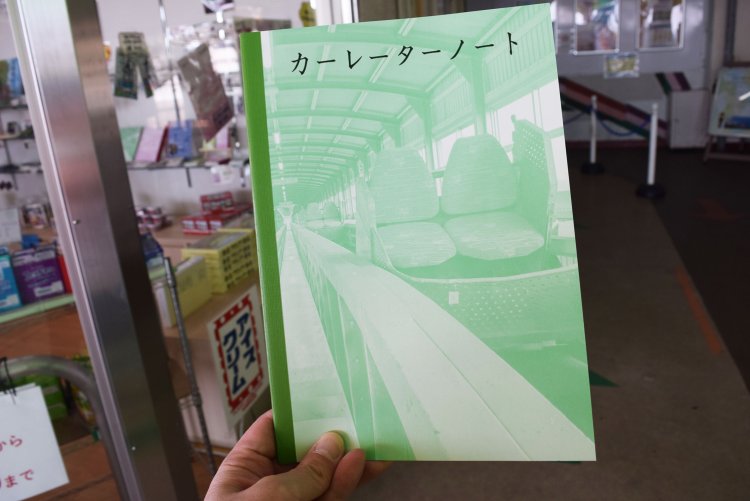 カーレーターノート
アイスクリーム
から
まで